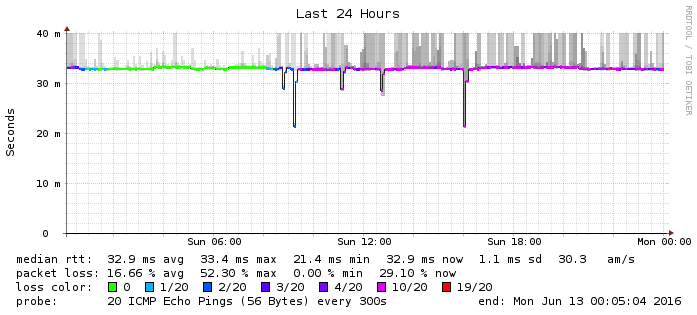 Last 24 Hours
RRDTOOL / TOBI OETIKER
Seconds
40 m
30 m
20 m
10 m
0
Sun 06:00 Sun 12:00 Sun 18:00 Mon 00:00
median rtt: 32.9 ms avg 33.4 ms max 21.4 ms min 32.9 ms now 1.1 ms sd 30.3 am/s
packet loss: 16.66 % avg 52.30 % max 0.00 % min 29.10 % now
loss color: 0 1/20 2/20 3/20 4/20 10/20 19/20
probe: 20 ICMP Echo Pings (56 Bytes) every 300s end: Mon Jun 13 00:05:04 2016